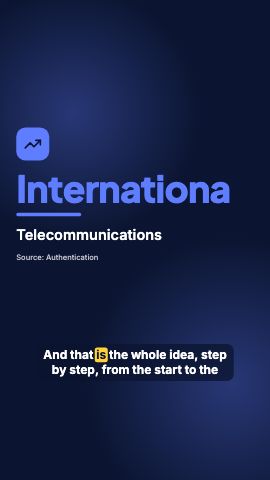 Internationa
Telecommunications
Source: Authentication
And that is the whole idea, step
by step, from the start to the